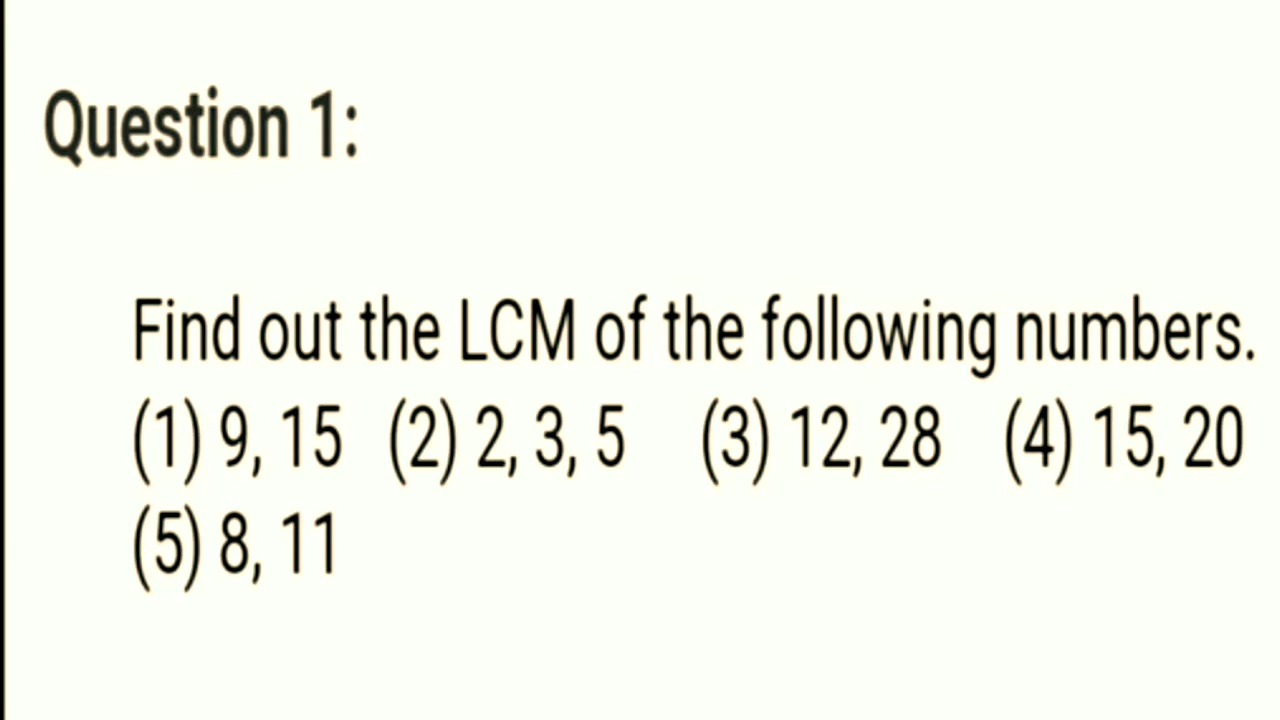 Question 1:
Find out the LCM of the following numbers.
(1) 9, 15 (2) 2, 3, 5 (3) 12, 28 (4) 15, 20
(5) 8, 11